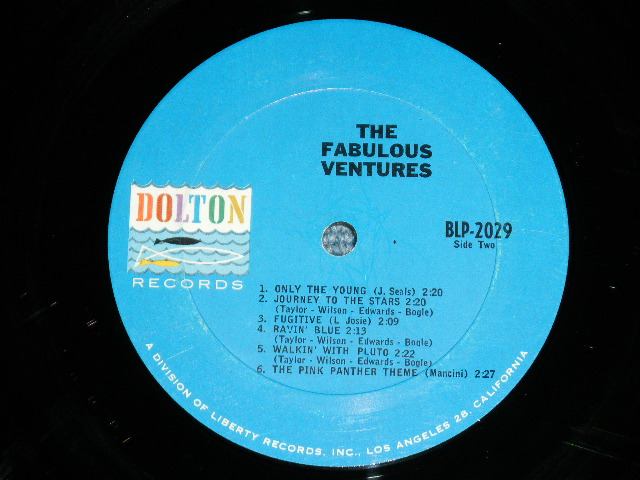 THE
FABULOUS
VENTURES
DOLTON
RECORDS
BLP-2029
Side Two
1. ONLY THE YOUNG (J. Seals) 2:20
2. JOURNEY TO THE STARS 2:20
(Taylor - Wilson - Edwards - Bogle)
3. FUGITIVE (L Josie) 2:09
4. RAVIN' BLUE 2:13
(Taylor - Wilson - Edwards - Bogle)
5. WALKIN' WITH PLUTO 2:22
(Taylor - Wilson - Edwards - Bogle)
6. THE PINK PANTHER THEME (Mancini) 2:27
A DIVISION OF LIBERTY RECORDS, INC., LOS ANGELES 28, CALIFORNIA